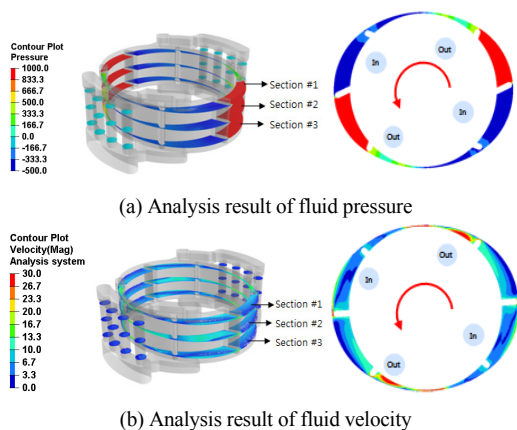 Contour Plot
Pressure
1000.0
833.3
666.7
500.0
333.3
166.7
0.0
-166.7
-333.3
-500.0
Section #1
Section #2
Section #3
Out
In
In
Out
(a) Analysis result of fluid pressure
Contour Plot
Velocity(Mag)
Analysis system
30.0
26.7
23.3
20.0
16.7
13.3
10.0
6.7
3.3
0.0
Section #1
Section #2
Section #3
Out
In
In
Out
(b) Analysis result of fluid velocity